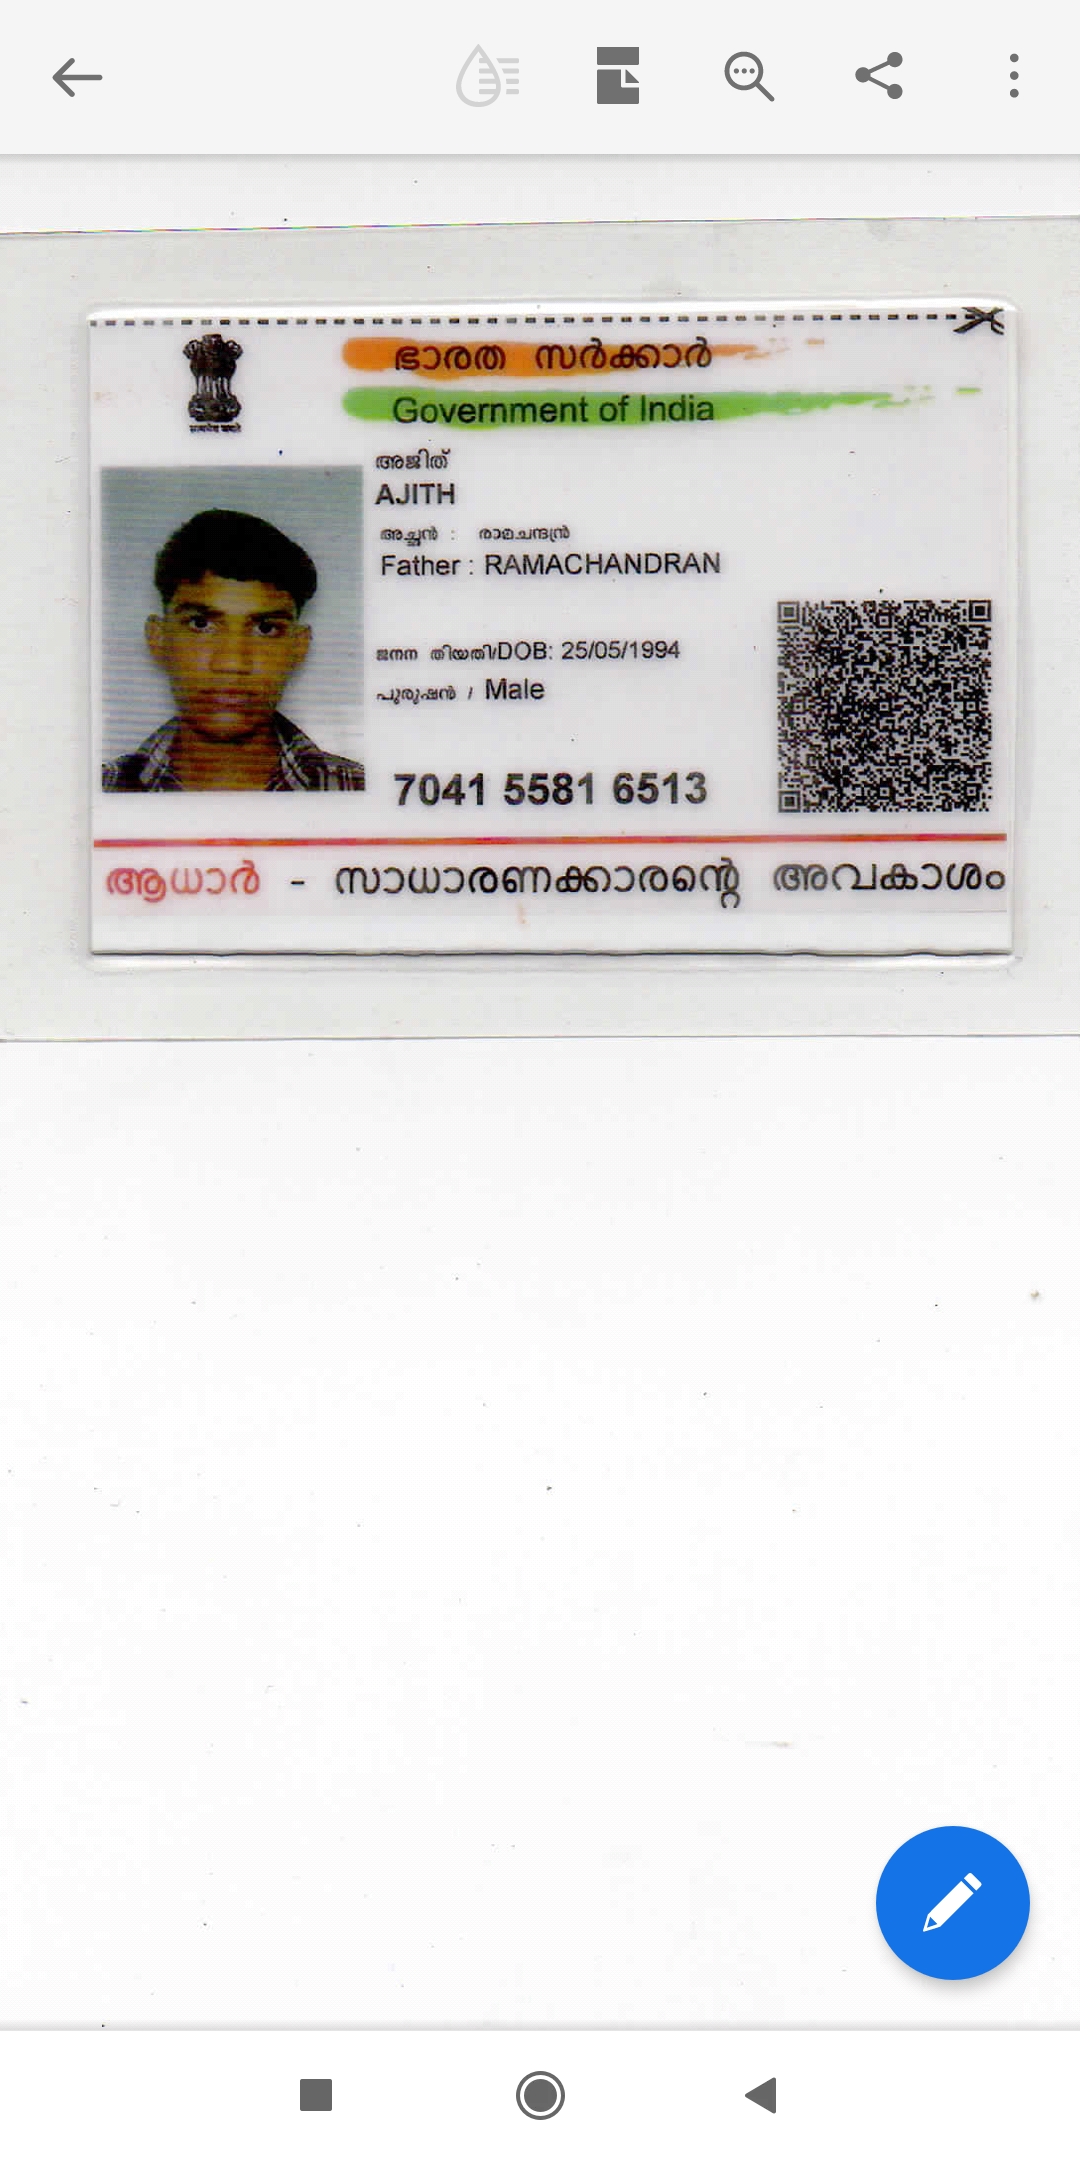 ഭാരത സർക്കാർ
Government of India
അജിത്
AJITH
അച്ചൻ : രാമചന്ദ്രൻ
Father : RAMACHANDRAN
ജനന തിയതി/DOB: 25/05/1994
പുരുഷൻ / Male
7041 5581 6513
ആധാർ - സാധാരണക്കാരന്റെ അവകാശം